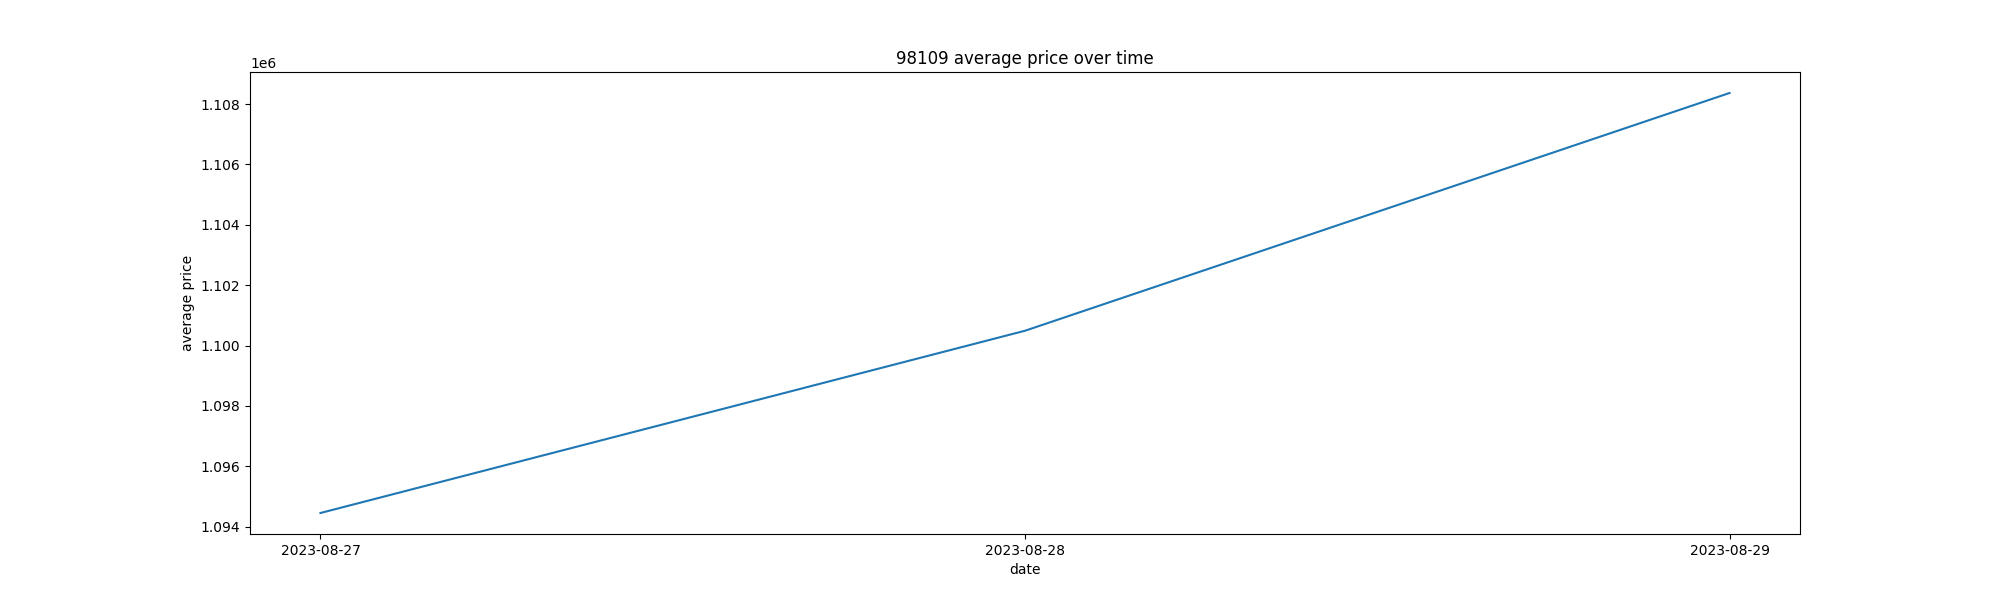 98109 average price over time
1e6
1.108
1.106
1.104
1.102
1.100
1.098
1.096
1.094
average price
2023-08-27 2023-08-28 2023-08-29
date